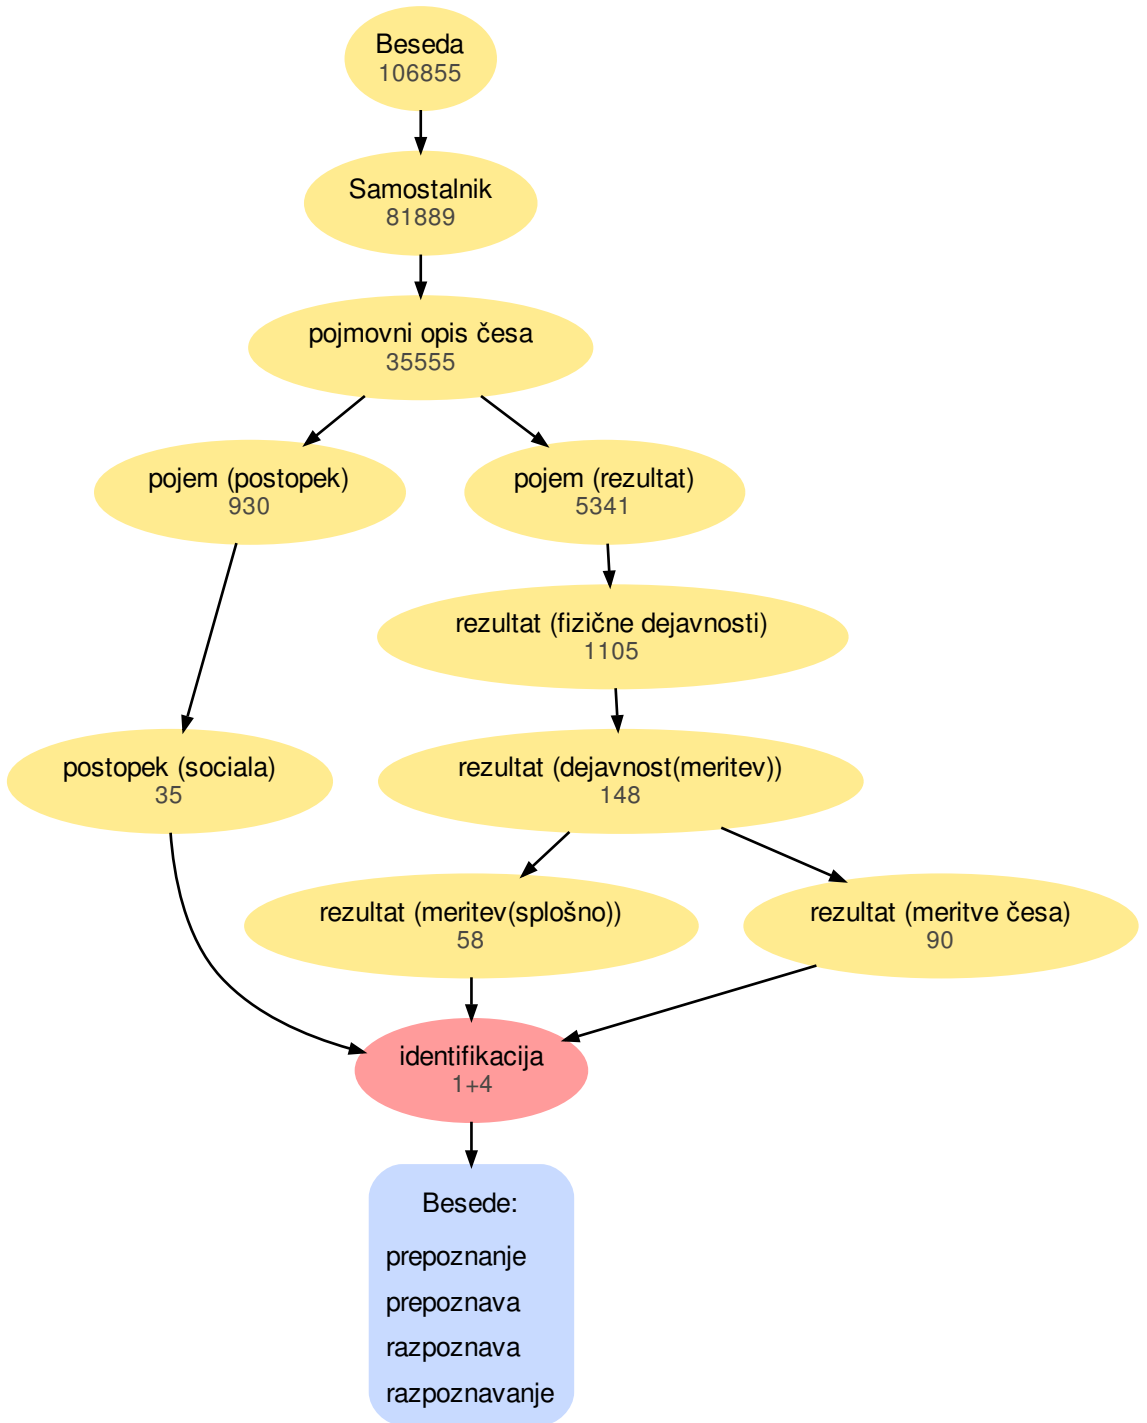 Beseda
106855
Samostalnik
81889
pojmovni opis česa
35555
pojem (postopek)
930
pojem (rezultat)
5341
rezultat (fizične dejavnosti)
1105
postopek (sociala)
35
rezultat (dejavnost(meritev))
148
rezultat (meritev(splošno))
58
rezultat (meritve česa)
90
identifikacija
1+4
Besede:
prepoznanje
prepoznava
razpoznava
razpoznavanje